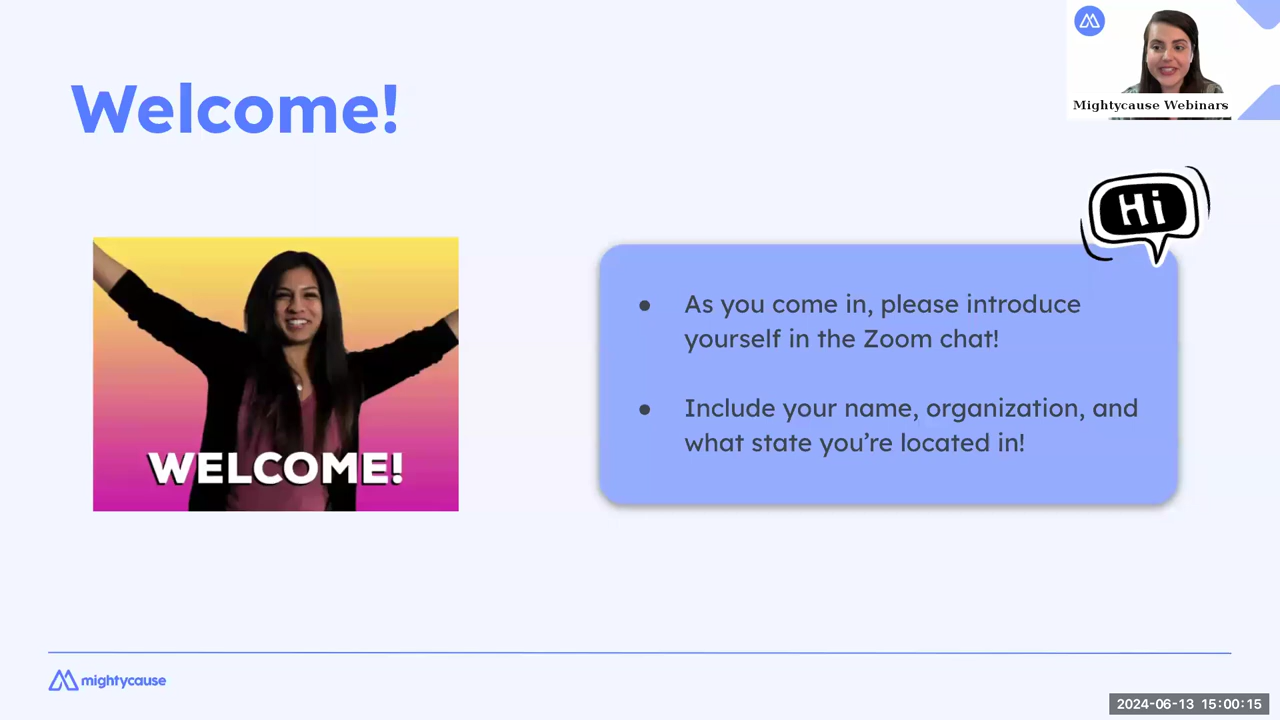 Welcome!
Mightycause Webinars
Hi
WELCOME!
● As you come in, please introduce
yourself in the Zoom chat!
● Include your name, organization, and
what state you’re located in!
mightycause
2024-06-13 15:00:15